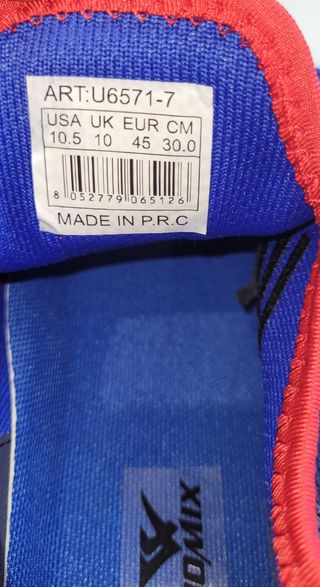 ART:U6571-7
USA UK EUR CM
10.5 10 45 30.0
8 052779 065126
MADE IN P.R.C